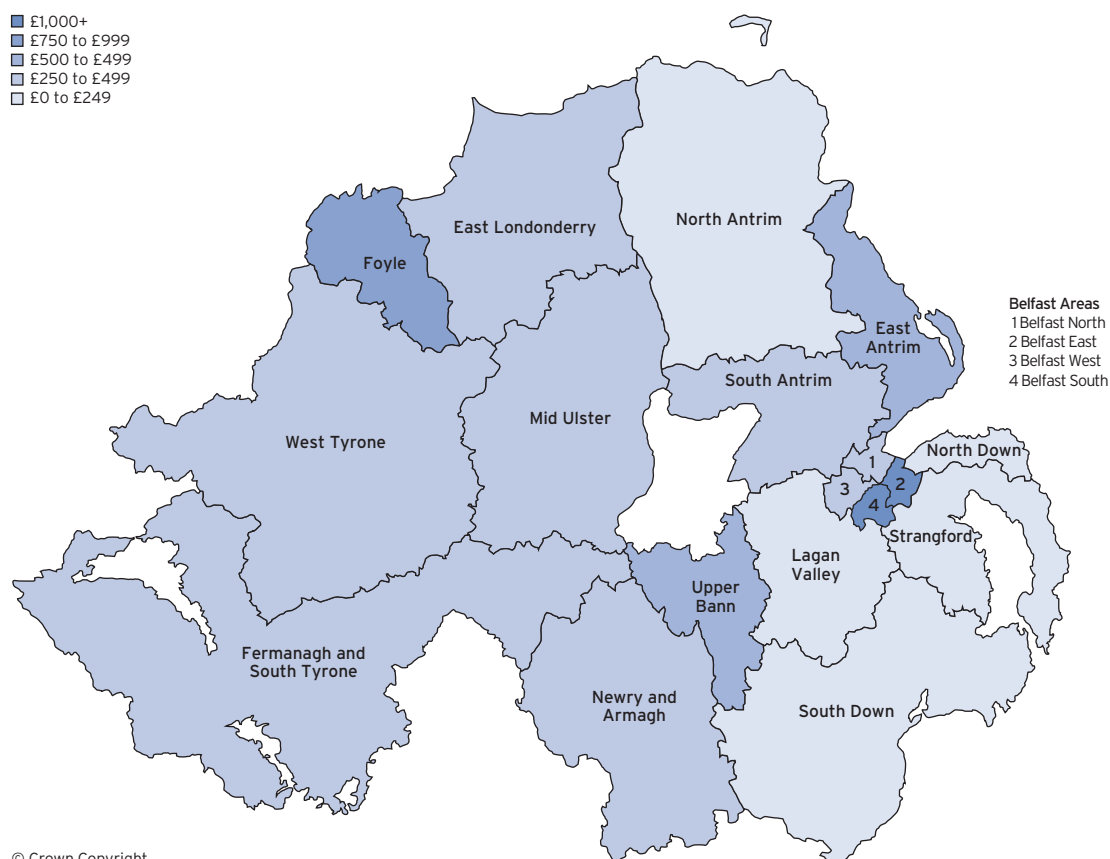 £1,000+
£750 to £999
£500 to £499
£250 to £499
£0 to £249
East Londonderry
North Antrim
Foyle
East
Antrim
Belfast Areas
1 Belfast North
2 Belfast East
3 Belfast West
4 Belfast South
South Antrim
Mid Ulster
West Tyrone
North Down
1
2
3
4
Strangford
Lagan
Valley
Upper
Bann
Fermanagh and
South Tyrone
Newry and
Armagh
South Down
© Crown Copyright